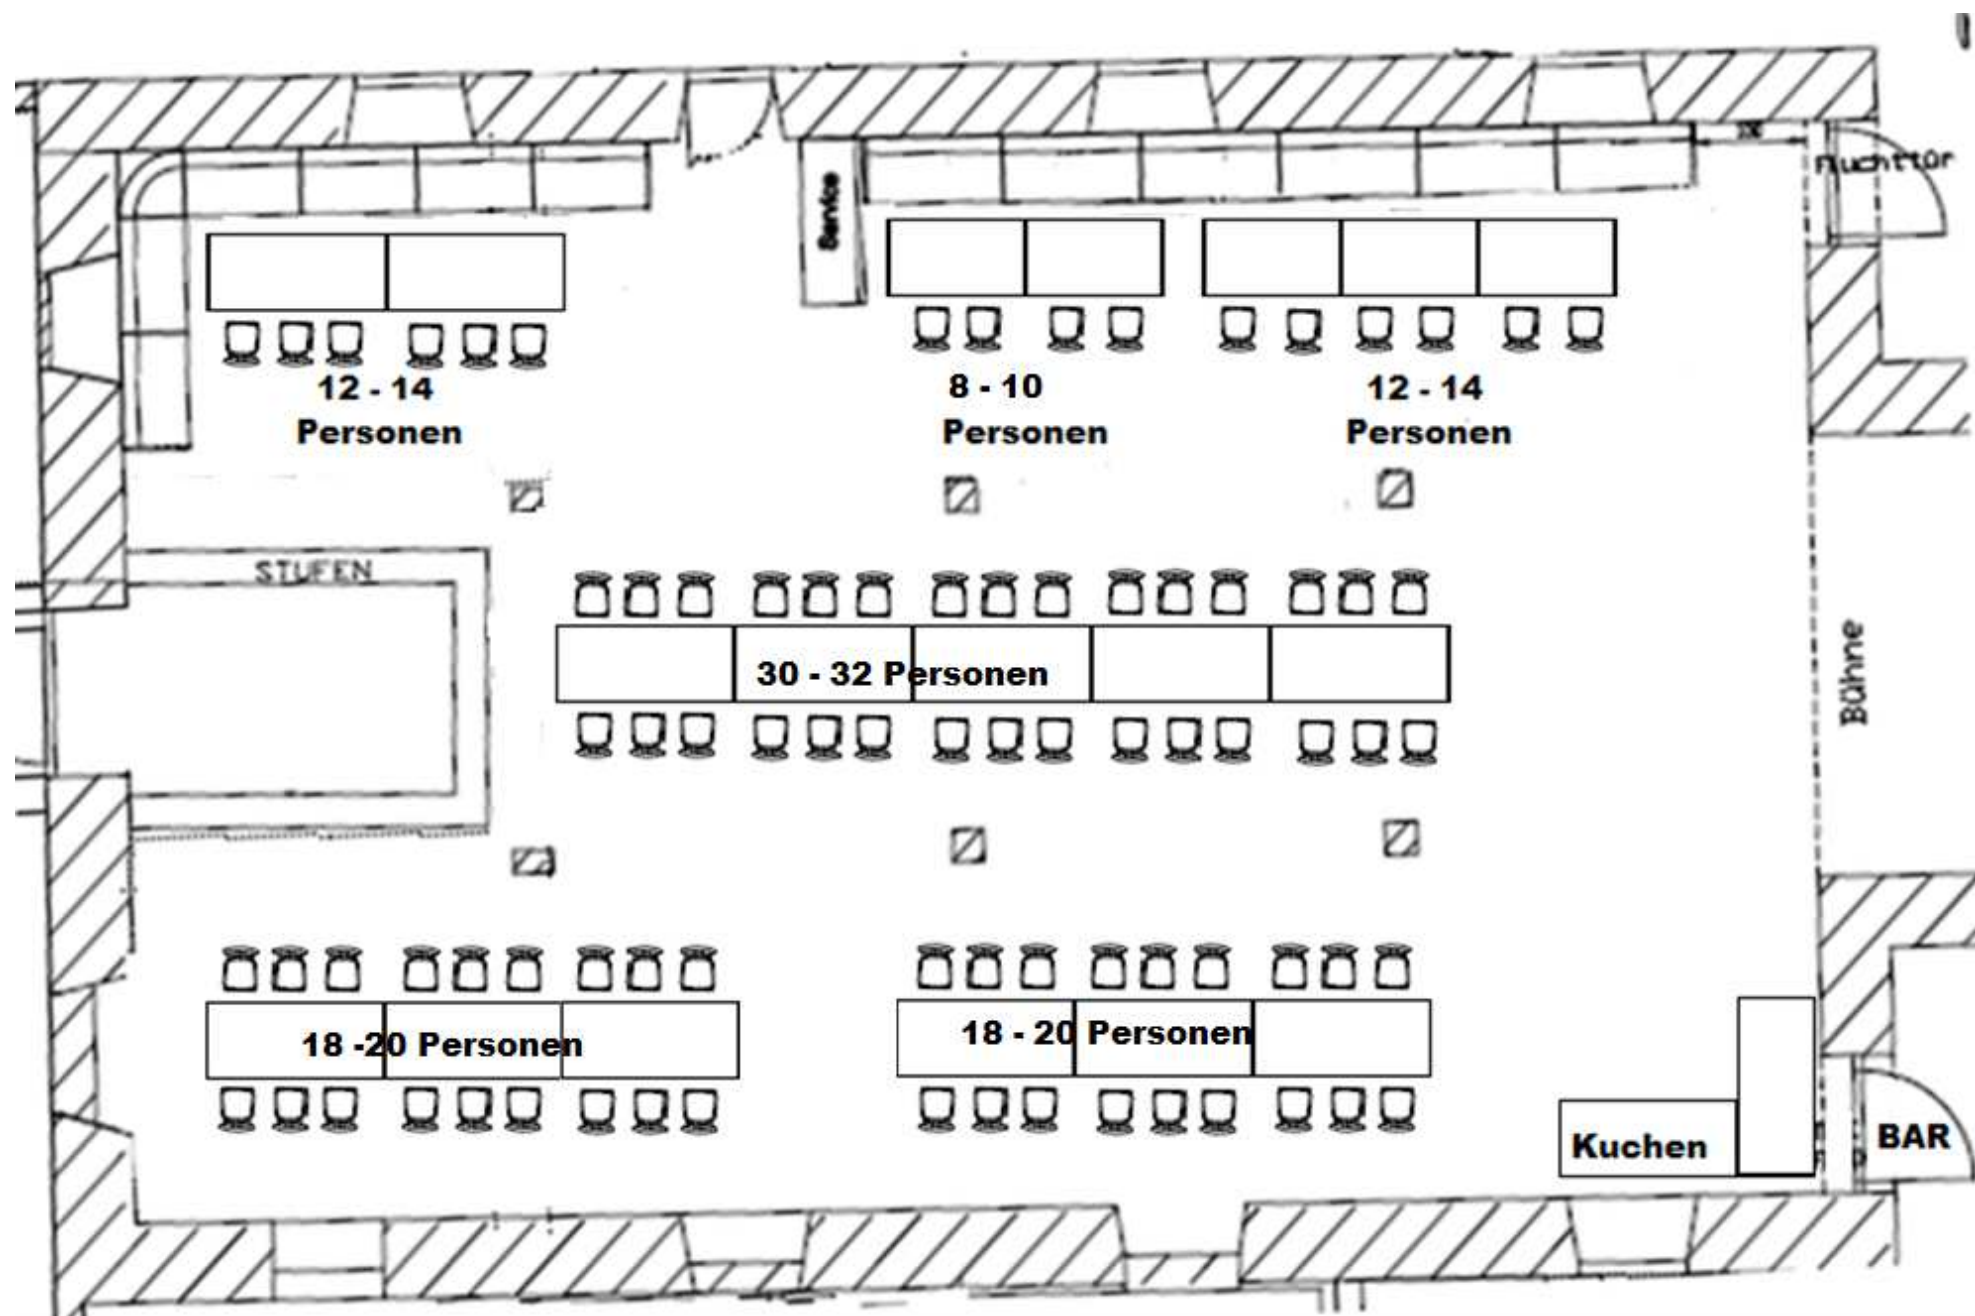 Fluchttür
Service
12 - 14
Personen
8 - 10
Personen
12 - 14
Personen
STUFEN
30 - 32 Personen
Bühne
18 -20 Personen
18 - 20 Personen
Kuchen
BAR